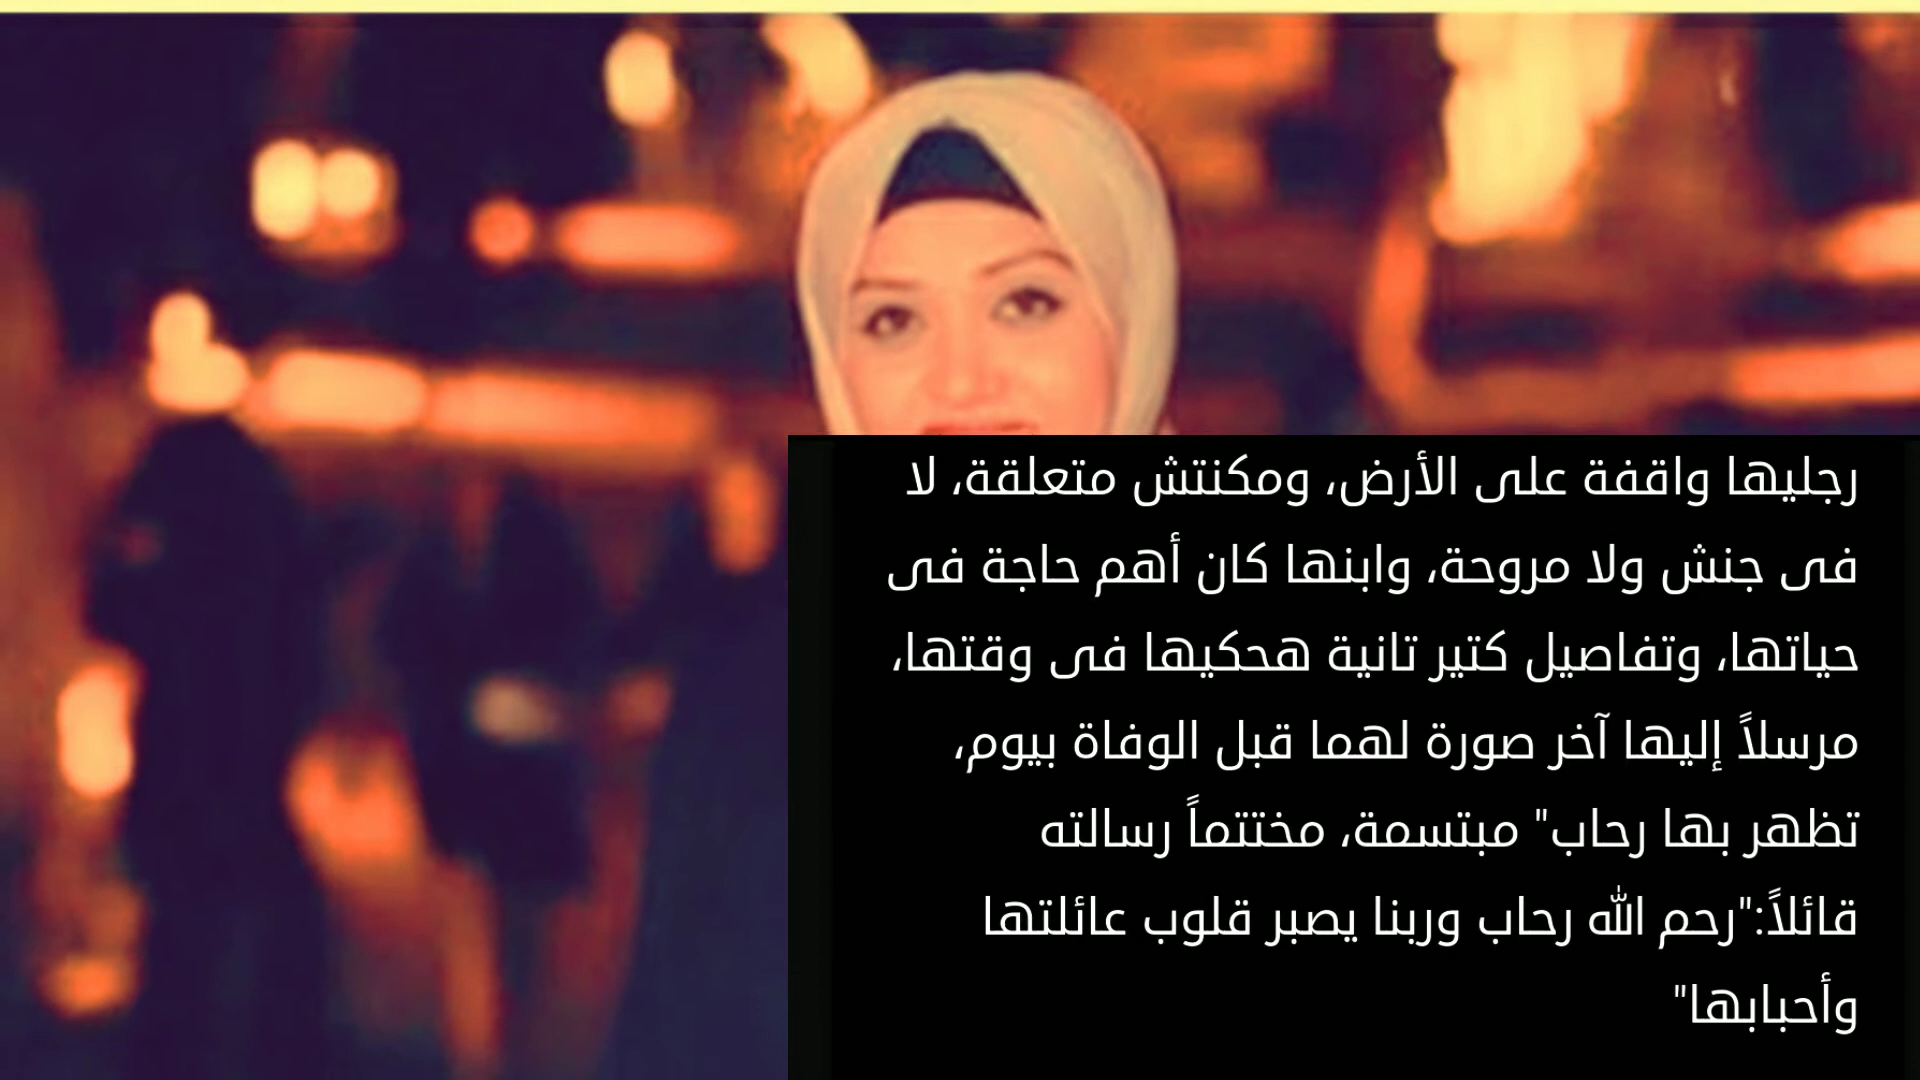 رجليها واقفة على الأرض، ومكنتش متعلقة، لا
فى جنش ولا مروحة، وابنها كان أهم حاجة فى
حياتها، وتفاصيل كتير تانية هحكيها فى وقتها،
مرسلاً إليها آخر صورة لهما قبل الوفاة بيوم،
تظهر بها رحاب" مبتسمة، مختتماً رسالته
قائلاً:"رحم الله رحاب وربنا يصبر قلوب عائلتها
وأحبابها"